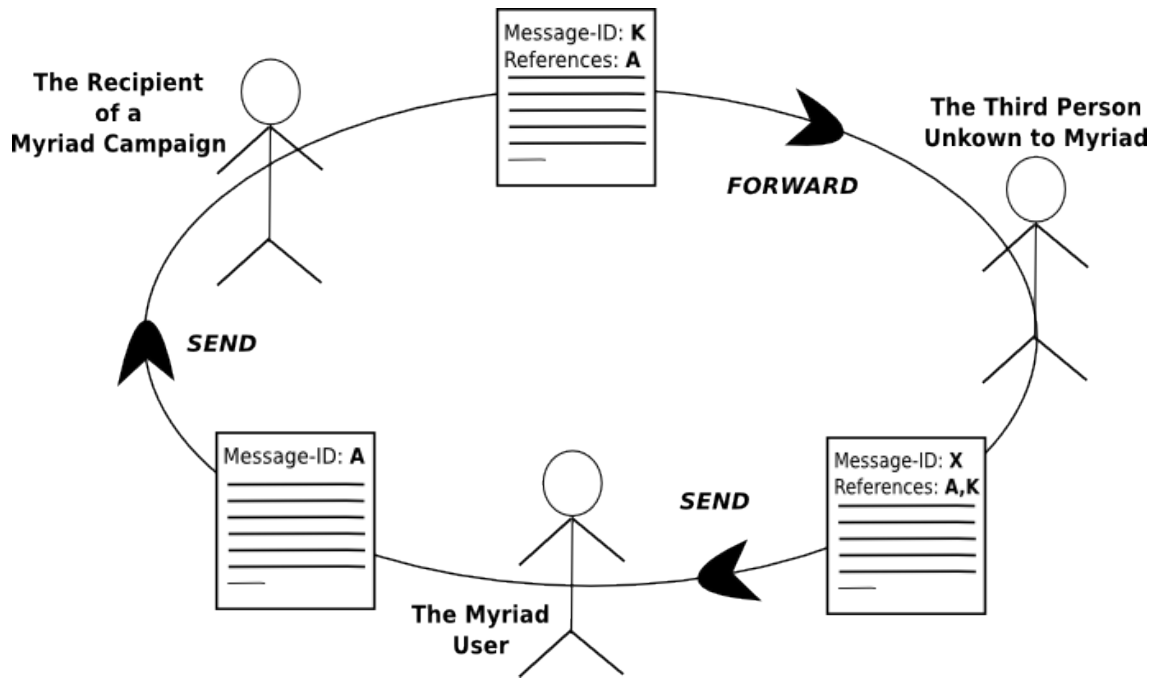 Message-ID: K
References: A
The Recipient
of a
Myriad Campaign
The Third Person
Unkown to Myriad
FORWARD
SEND
Message-ID: A
SEND
Message-ID: X
References: A,K
The Myriad
User